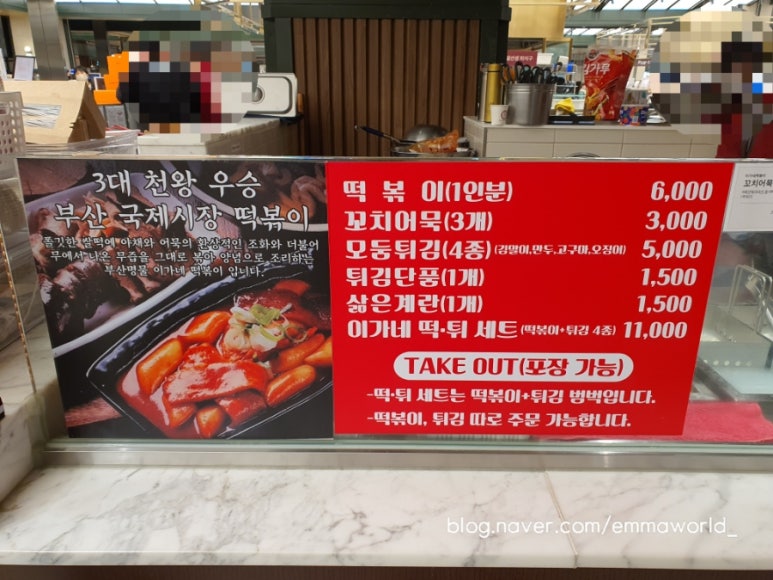 3대 천왕 우승
부산 국제시장 떡볶이
쫄깃한 쌀떡에 야채와 어묵의 환상적인 조화와 더불어
무에서 나온 무즙을 그대로 볶아 양념으로 조리하는
부산명물 이가네 떡볶이 입니다.
떡 볶 이(1인분) 6,000
꼬치어묵(3개) 3,000
모둠튀김(4종) (김말이,만두,고구마,오징어) 5,000
튀김단품(1개) 1,500
삶은계란(1개) 1,500
이가네 떡·튀 세트 (떡볶이+튀김 4종) 11,000
TAKE OUT(포장 가능)
-떡·튀 세트는 떡볶이+튀김 범벅입니다.
-떡볶이, 튀김 따로 주문 가능합니다.
꼬치어묵
blog.naver.com/emmaworld_